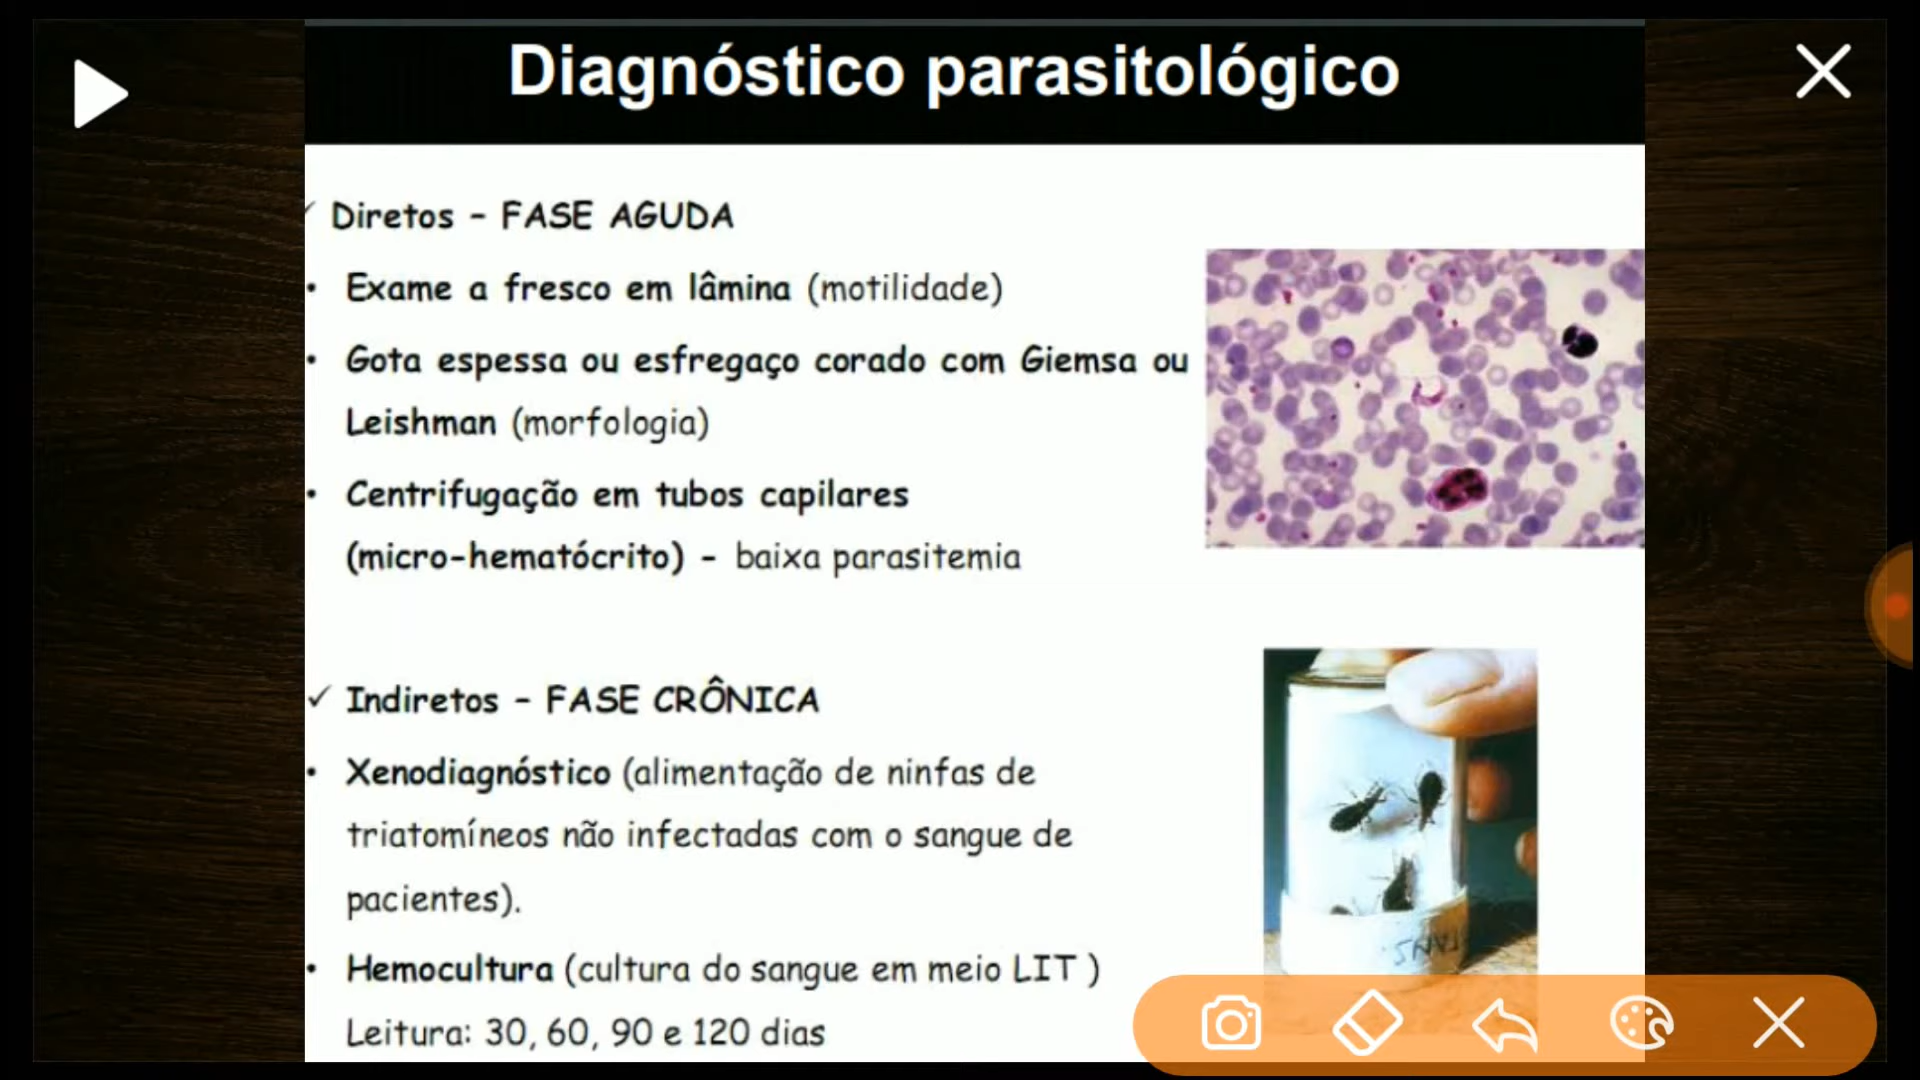 Diagnóstico parasitológico
✓ Diretos - FASE AGUDA
• Exame a fresco em lâmina (motilidade)
• Gota espessa ou esfregaço corado com Giemsa ou
Leishman (morfologia)
• Centrifugação em tubos capilares
(micro-hematócrito) - baixa parasitemia
✓ Indiretos - FASE CRÔNICA
• Xenodiagnóstico (alimentação de ninfas de
triatomíneos não infectadas com o sangue de
pacientes).
• Hemocultura (cultura do sangue em meio LIT )
Leitura: 30, 60, 90 e 120 dias